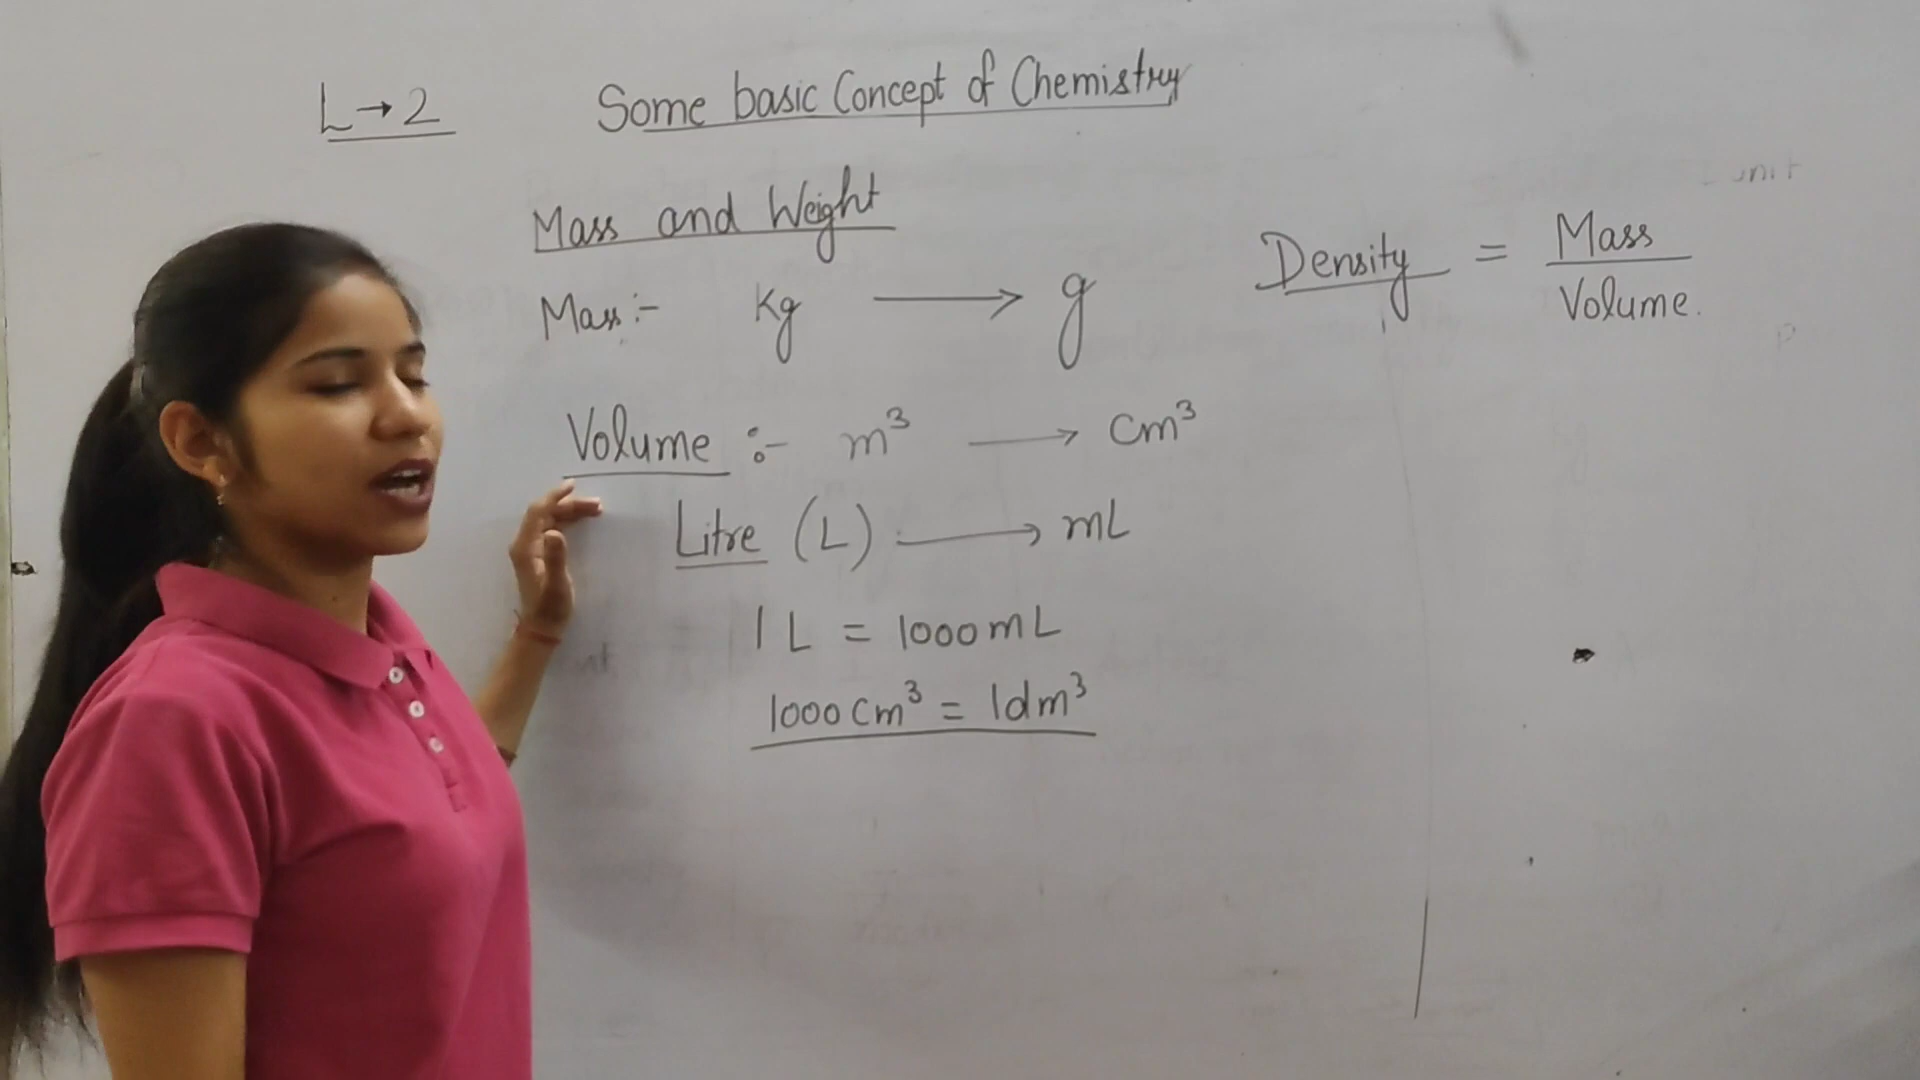 L → 2 Some basic Concept of Chemistry
Mass and Weight
Mass :- Kg → g
Volume :- m³ → Cm³
Litre (L) → mL
1 L = 1000 mL
1000 Cm³ = 1dm³
Density = Mass
Volume.
unit